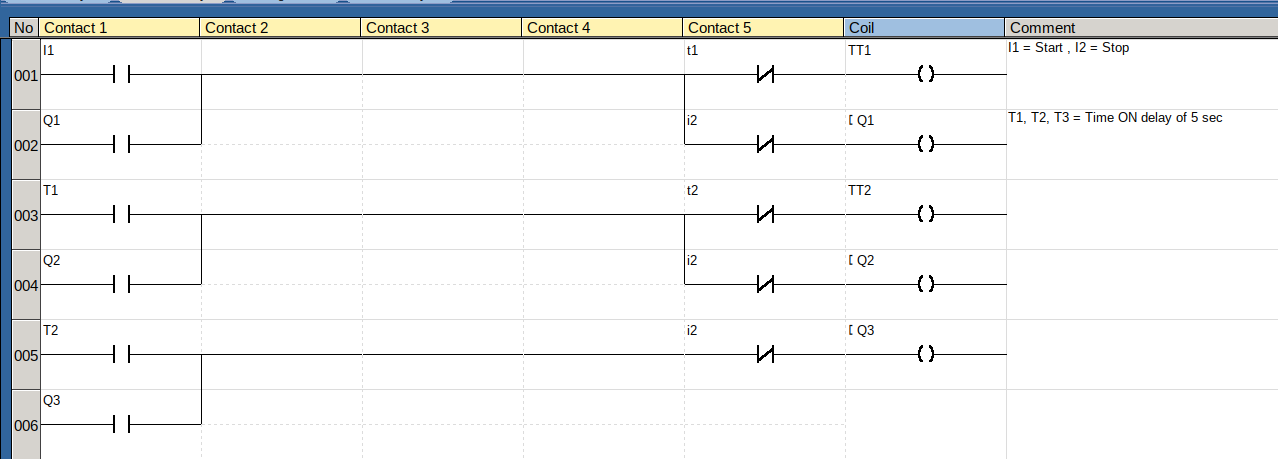 No Contact 1 Contact 2 Contact 3 Contact 4 Contact 5 Coil Comment
I1 t1 TT1 I1 = Start , I2 = Stop
001
Q1 i2 [ Q1 T1, T2, T3 = Time ON delay of 5 sec
002
T1 t2 TT2
003
Q2 i2 [ Q2
004
T2 i2 [ Q3
005
Q3
006